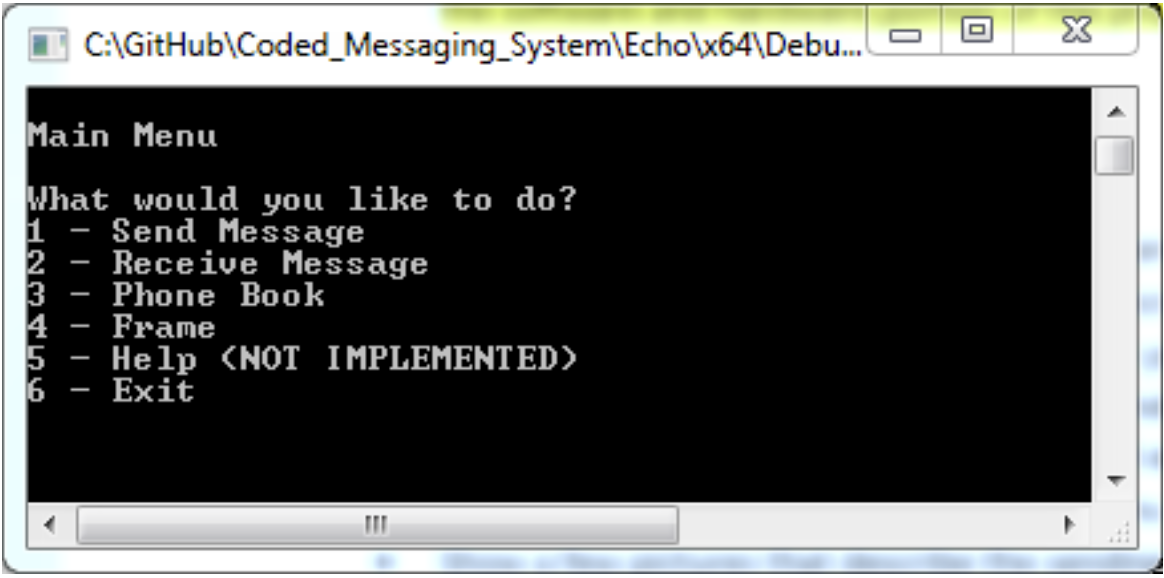 C:\GitHub\Coded_Messaging_System\Echo\x64\Debu...
Main Menu
What would you like to do?
1 - Send Message
2 - Receive Message
3 - Phone Book
4 - Frame
5 - Help (NOT IMPLEMENTED)
6 - Exit